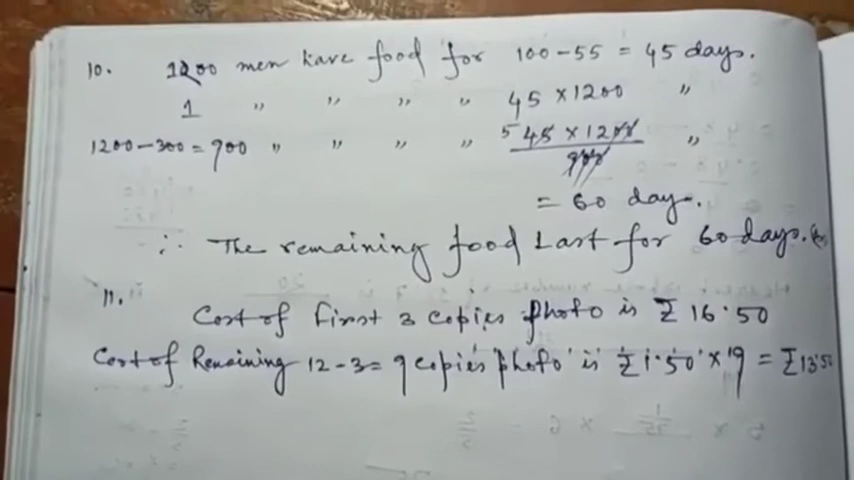 10. 1200 men have food for 100-55 = 45 days.
1 " " " " 45 × 1200 "
1200-300 = 900 " " " " 5 45 × 1200 / 900 "
= 60 days.
∴ The remaining food Last for 60 days.
11.
Cost of first 3 copies photo is ₹ 16.50
Cost of Remaining 12-3 = 9 copies photo is ₹ 1.50 × 9 = ₹ 13.50